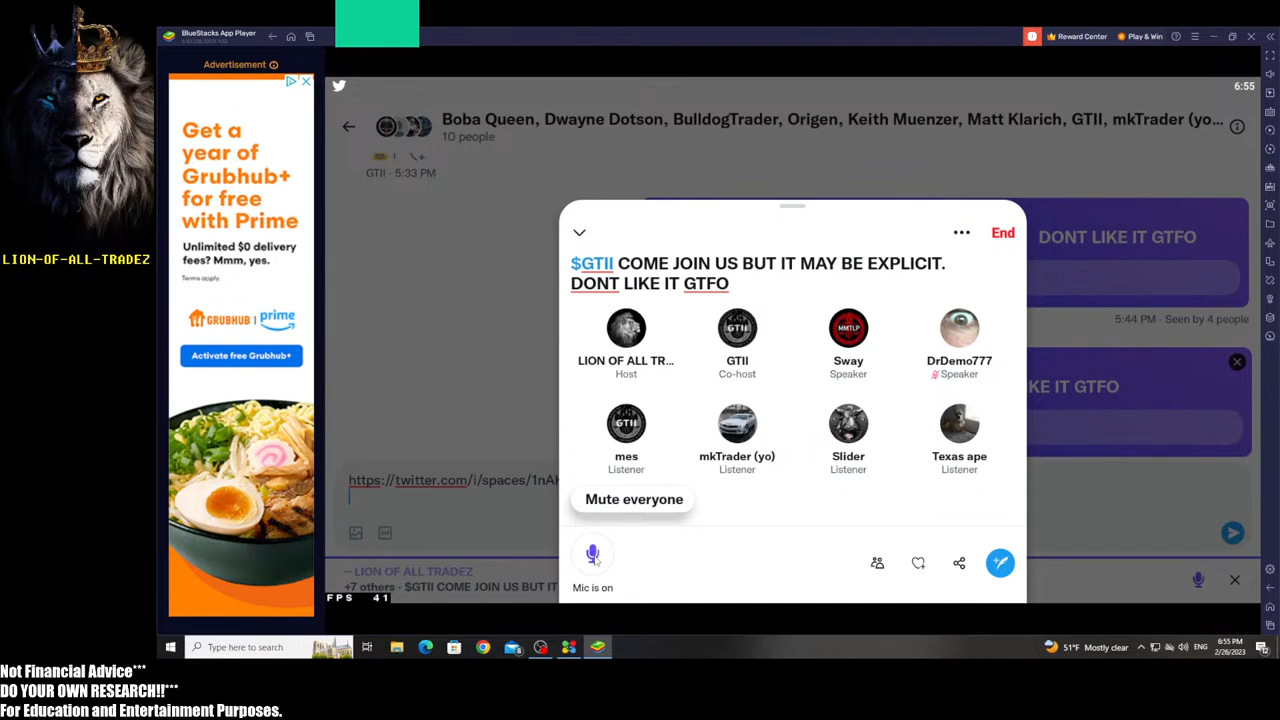 BlueStacks App Player
Reward Center
Play & Win
Advertisement
Get a
year of
Grubhub+
for free
with Prime
Unlimited $0 delivery
fees? Mmm, yes.
Terms apply.
GRUBHUB | prime
Activate free Grubhub+
LION-OF-ALL-TRADEZ
6:55
Boba Queen, Dwayne Dotson, BulldogTrader, Origen, Keith Muenzer, Matt Klarich, GTII, mkTrader (yo...
10 people
1
GTII - 5:33 PM
DONT LIKE IT GTFO
5:44 PM · Seen by 4 people
KE IT GTFO
End
$GTII COME JOIN US BUT IT MAY BE EXPLICIT.
DONT LIKE IT GTFO
LION OF ALL TR...
Host
GTII
Co-host
MMTLP
Sway
Speaker
DrDemo777
Speaker
GTII
mes
Listener
mkTrader (yo)
Listener
Slider
Listener
Texas ape
Listener
https://twitter.com/i/spaces/1nAK
Mute everyone
Mic is on
LION OF ALL TRADEZ
+7 others · $GTII COME JOIN US BUT IT
FPS 41
Type here to search
51°F Mostly clear
ENG
6:55 PM
2/26/2023
Not Financial Advice***
DO YOUR OWN RESEARCH!!***
For Education and Entertainment Purposes.